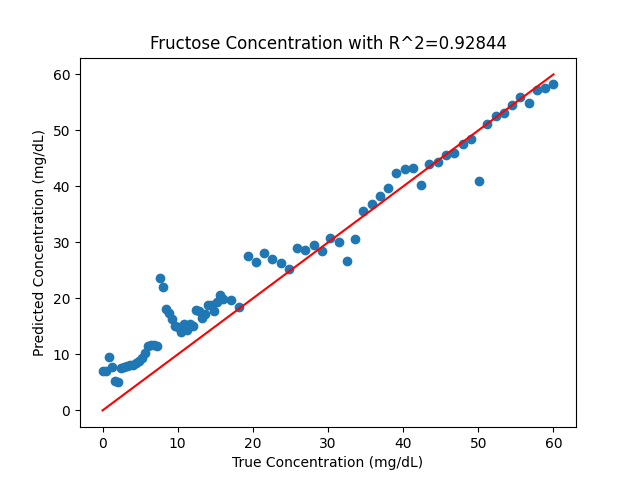 Fructose Concentration with R^2=0.92844
60
50
40
30
20
10
0
Predicted Concentration (mg/dL)
0 10 20 30 40 50 60
True Concentration (mg/dL)